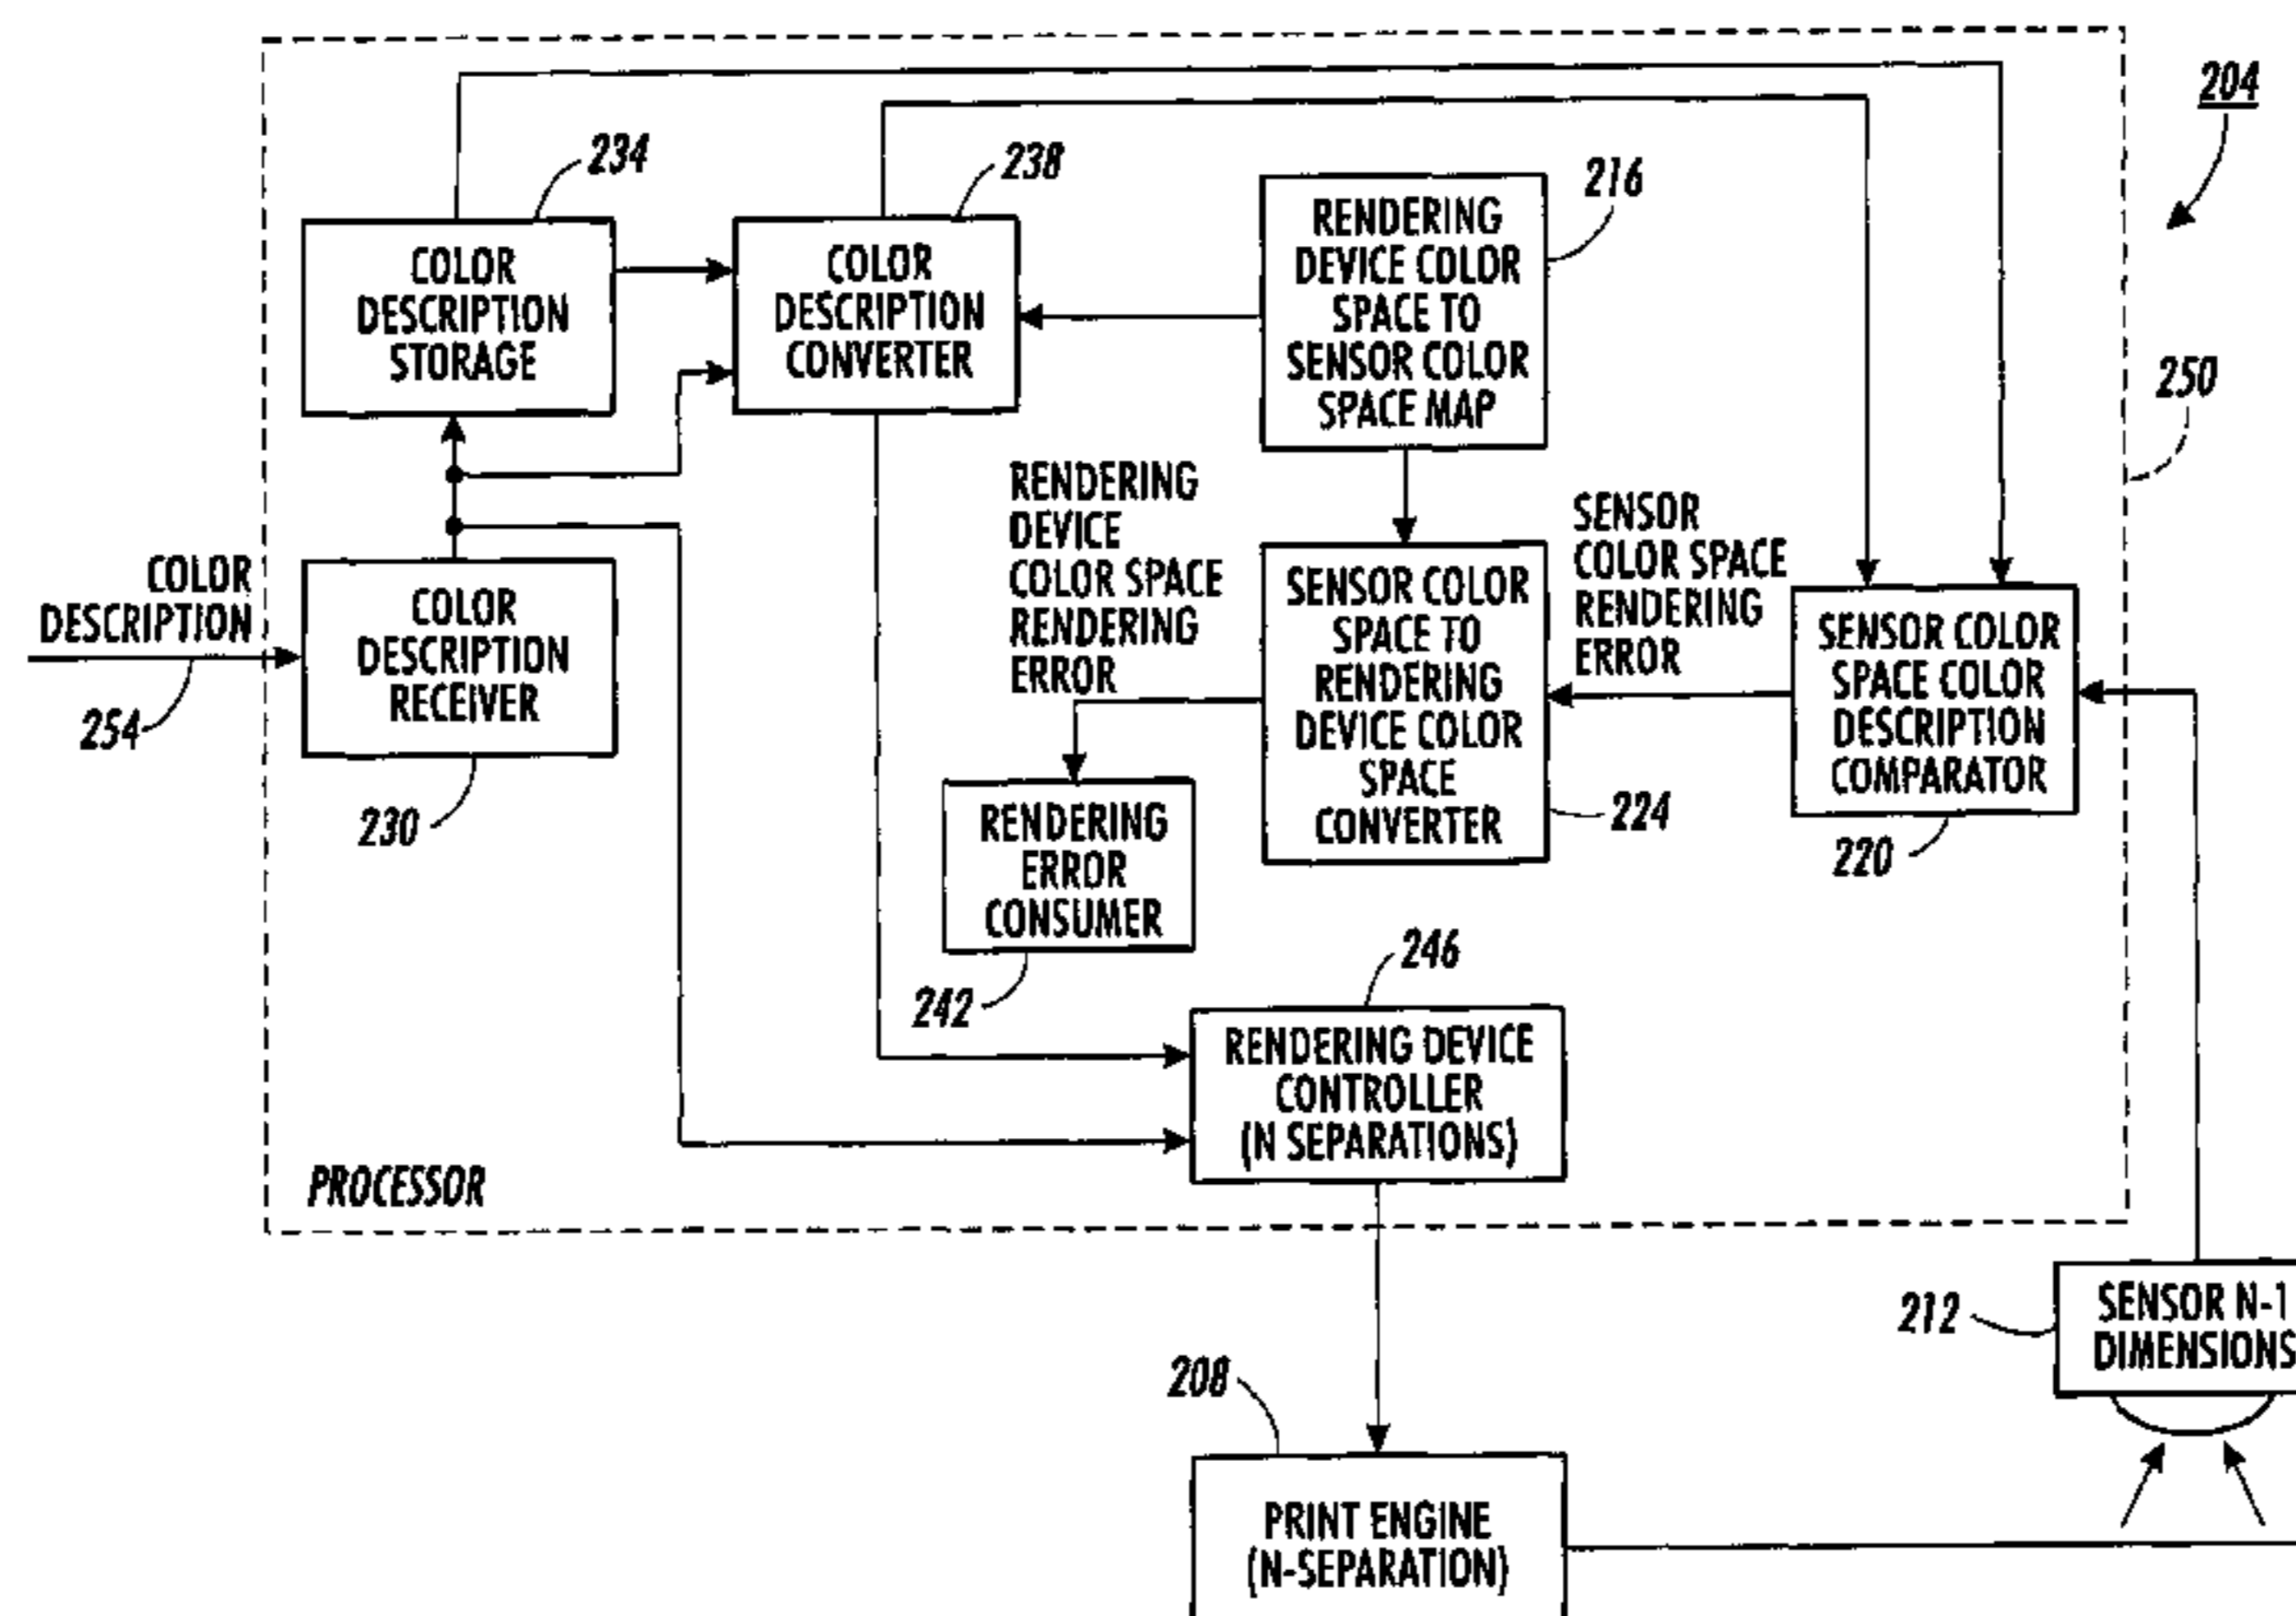 204
234
238
216
COLOR
DESCRIPTION
STORAGE
COLOR
DESCRIPTION
CONVERTER
RENDERING
DEVICE COLOR
SPACE TO
SENSOR COLOR
SPACE MAP
250
RENDERING
DEVICE
COLOR SPACE
RENDERING
ERROR
SENSOR
COLOR SPACE
RENDERING
ERROR
COLOR
DESCRIPTION
254
COLOR
DESCRIPTION
RECEIVER
230
SENSOR COLOR
SPACE TO
RENDERING
DEVICE COLOR
SPACE
CONVERTER
224
SENSOR COLOR
SPACE COLOR
DESCRIPTION
COMPARATOR
220
RENDERING
ERROR
CONSUMER
242
246
RENDERING DEVICE
CONTROLLER
(N SEPARATIONS)
PROCESSOR
212
SENSOR N-1
DIMENSIONS
208
PRINT ENGINE
(N-SEPARATION)